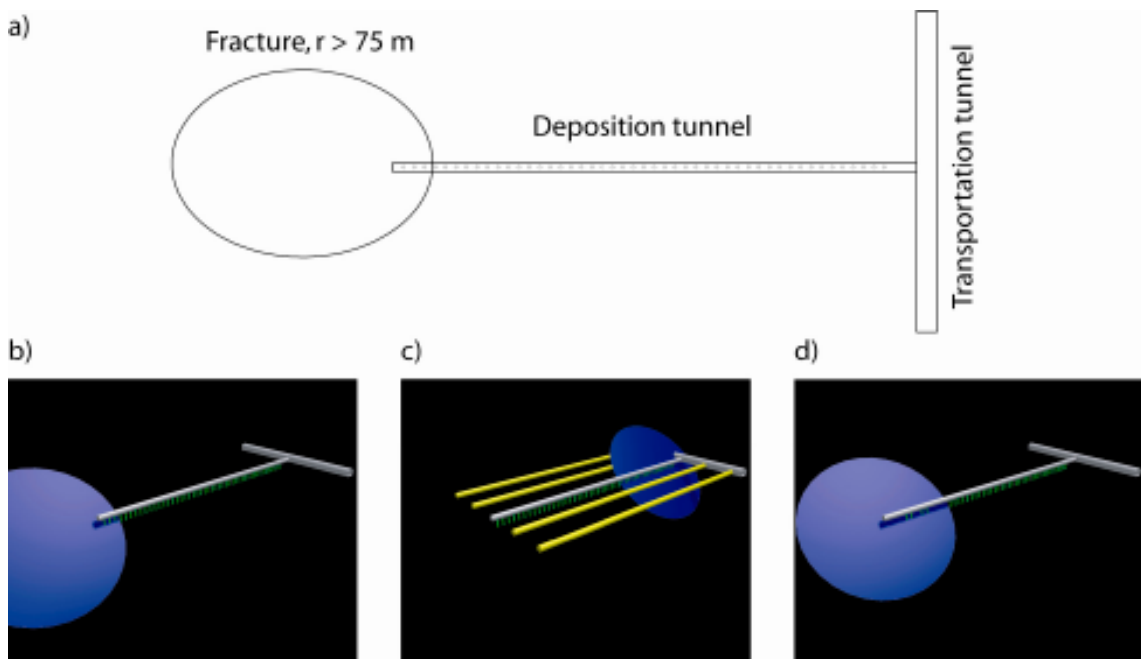 a)
Fracture, r > 75 m
Deposition tunnel
Transportation tunnel
b)
c)
d)